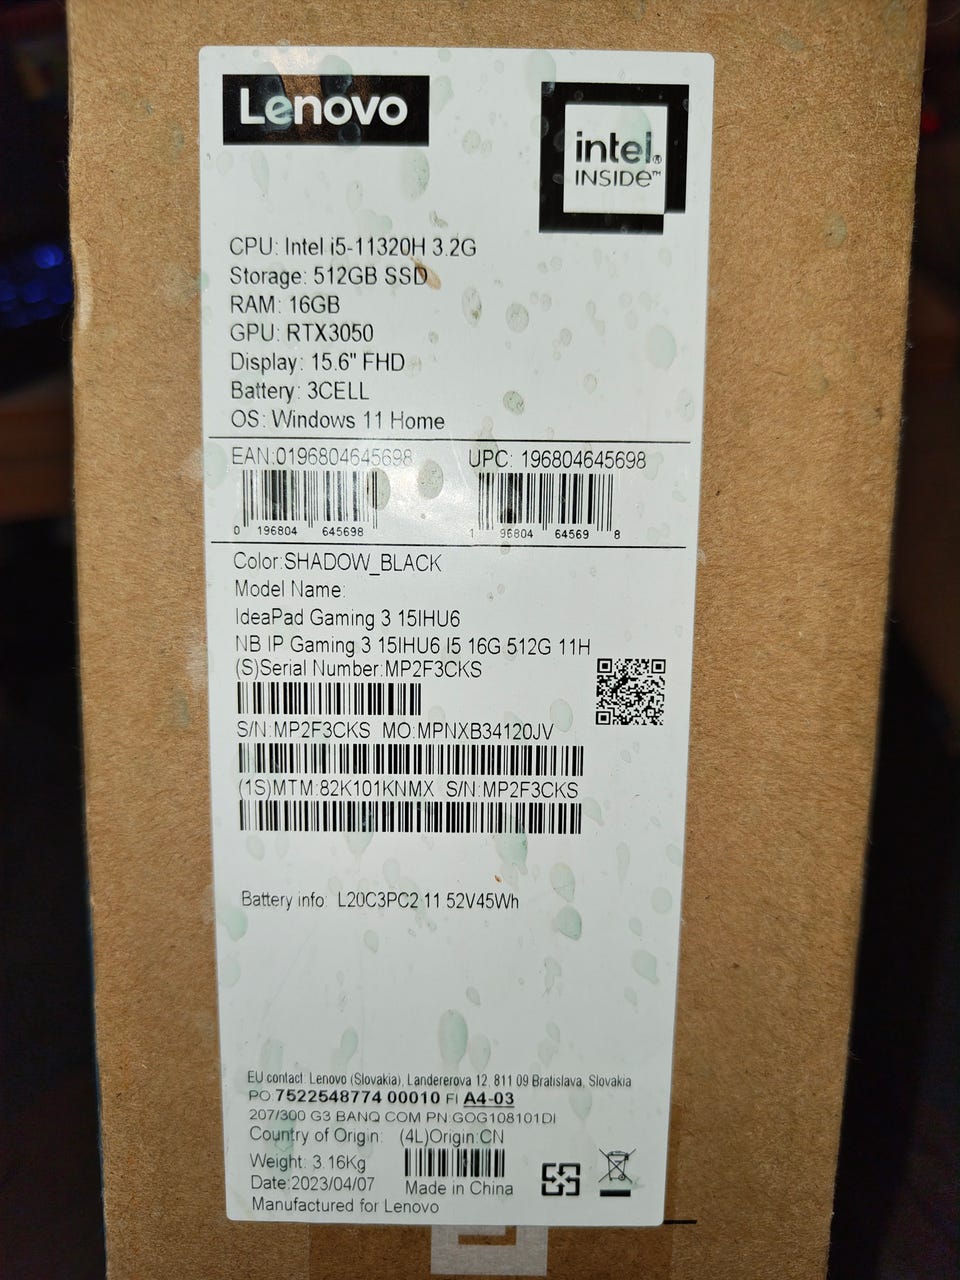 Lenovo
intel®
INSIDE™
CPU: Intel i5-11320H 3.2G
Storage: 512GB SSD
RAM: 16GB
GPU: RTX3050
Display: 15.6" FHD
Battery: 3CELL
OS: Windows 11 Home
EAN:0196804645698 UPC: 196804645698
0 196804 645698 1 96804 64569 8
Color:SHADOW_BLACK
Model Name:
IdeaPad Gaming 3 15IHU6
NB IP Gaming 3 15IHU6 I5 16G 512G 11H
(S)Serial Number:MP2F3CKS
S/N:MP2F3CKS MO:MPNXB34120JV
(1S)MTM:82K101KNMX S/N:MP2F3CKS
Battery info: L20C3PC2 11.52V45Wh
EU contact: Lenovo (Slovakia), Landererova 12, 811 09 Bratislava, Slovakia
PO:7522548774 00010 FI A4-03
207/300 G3 BANQ COM PN:GOG108101DI
Country of Origin: (4L)Origin:CN
Weight: 3.16Kg
Date:2023/04/07 Made in China
Manufactured for Lenovo